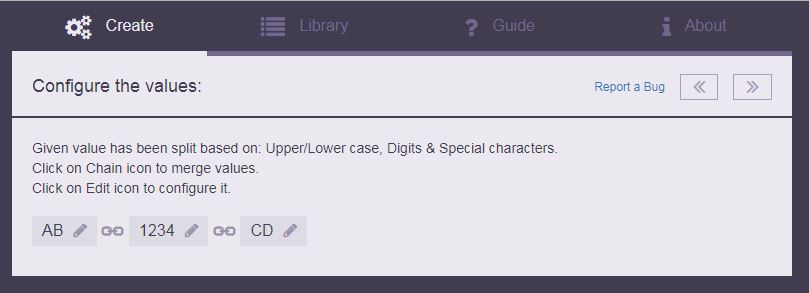 Create Library ? Guide i About
Configure the values: Report a Bug
Given value has been split based on: Upper/Lower case, Digits & Special characters.
Click on Chain icon to merge values.
Click on Edit icon to configure it.
AB 1234 CD